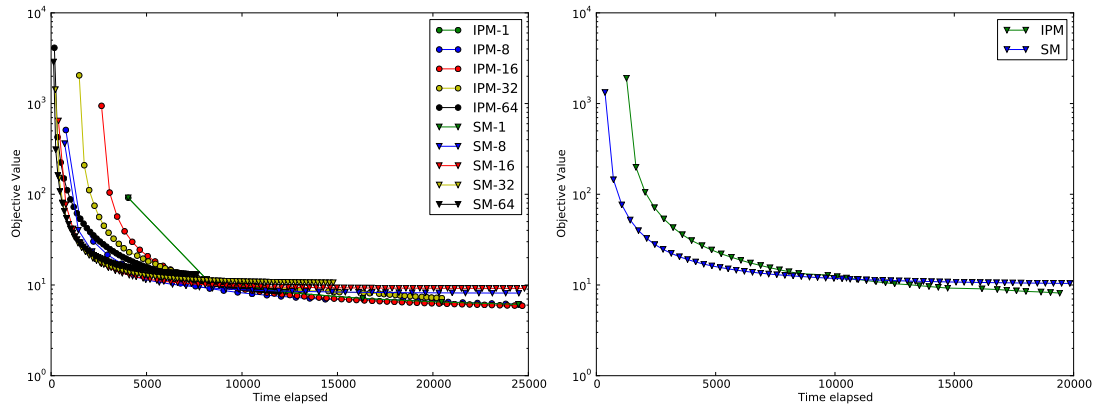 10^4
10^3
10^2
10^1
10^0
Objective Value
0
5000
10000
15000
20000
25000
Time elapsed
IPM-1
IPM-8
IPM-16
IPM-32
IPM-64
SM-1
SM-8
SM-16
SM-32
SM-64
10^4
10^3
10^2
10^1
10^0
Objective Value
0
5000
10000
15000
20000
Time elapsed
IPM
SM